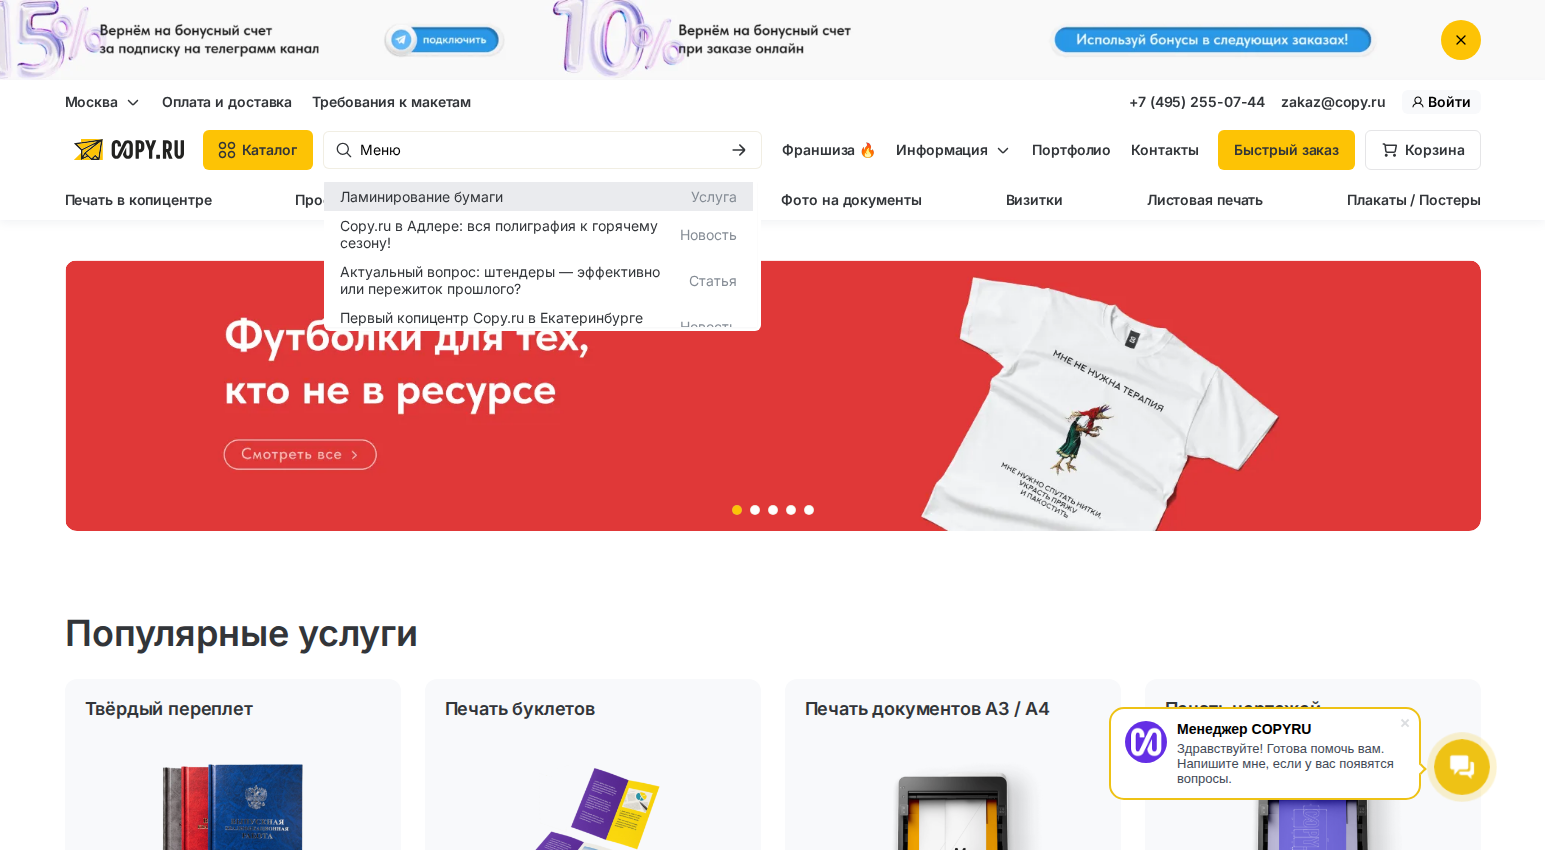 15%
Вернём на бонусный счет
за подписку на телеграмм канал
подключить
10%
Вернём на бонусный счет
при заказе онлайн
Используй бонусы в следующих заказах!
Москва
Оплата и доставка
Требования к макетам
+7 (495) 255-07-44
zakaz@copy.ru
Войти
COPY.RU
Каталог
Меню
Франшиза 🔥
Информация
Портфолио
Контакты
Быстрый заказ
Корзина
Печать в копицентре
Фото на документы
Визитки
Листовая печать
Плакаты / Постеры
Ламинирование бумаги
Услуга
Copy.ru в Адлере: вся полиграфия к горячему
сезону!
Новость
Актуальный вопрос: штендеры — эффективно
или пережиток прошлого?
Статья
Первый копицентр Copy.ru в Екатеринбурге
Новость
Футболки для тех,
кто не в ресурсе
Смотреть все
МНЕ НЕ НУЖНА ТЕРАПИЯ
МНЕ НУЖНО СПУТАТЬ НИТКИ,
УКРАСТЬ ПРЯЖУ
И ПАКОСТИТЬ
Популярные услуги
Твёрдый переплет
Печать буклетов
Печать документов А3 / А4
Печать чертежей
Менеджер COPYRU
Здравствуйте! Готова помочь вам.
Напишите мне, если у вас появятся
вопросы.